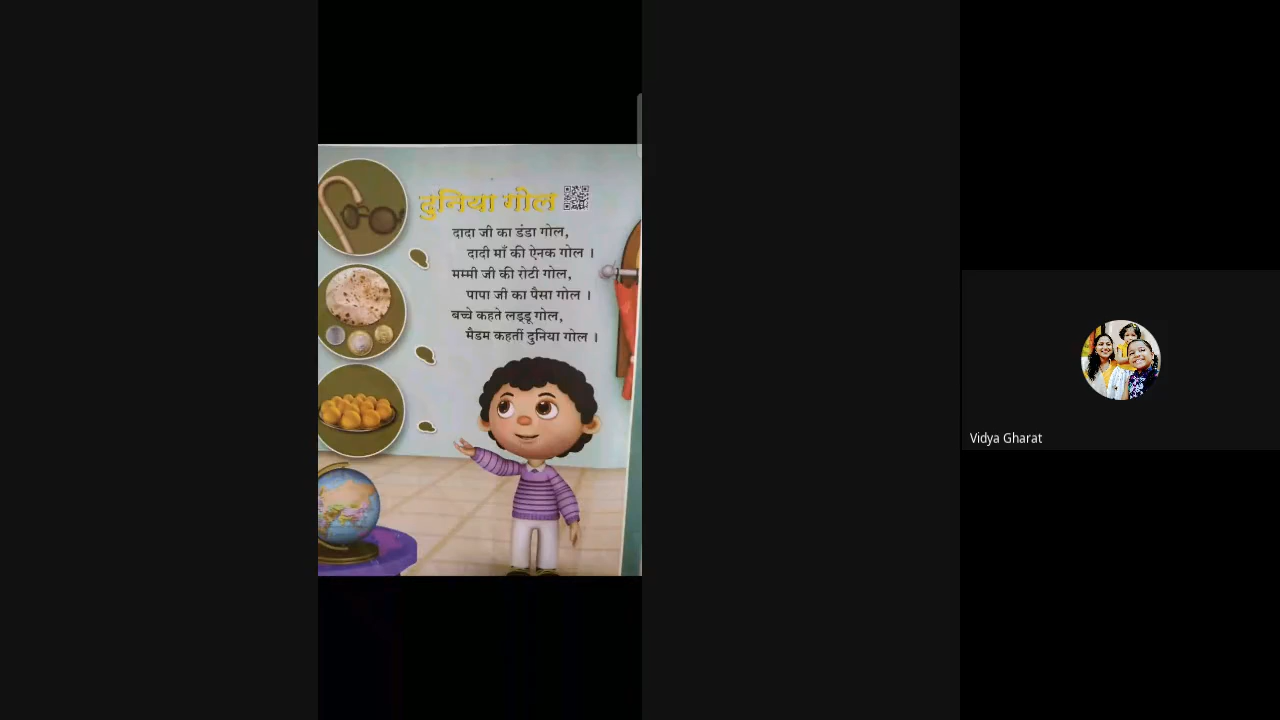 दुनिया गोल
दादा जी का डंडा गोल,
दादी माँ की ऐनक गोल ।
मम्मी जी की रोटी गोल,
पापा जी का पैसा गोल ।
बच्चे कहते लड्डू गोल,
मैडम कहतीं दुनिया गोल ।
Vidya Gharat